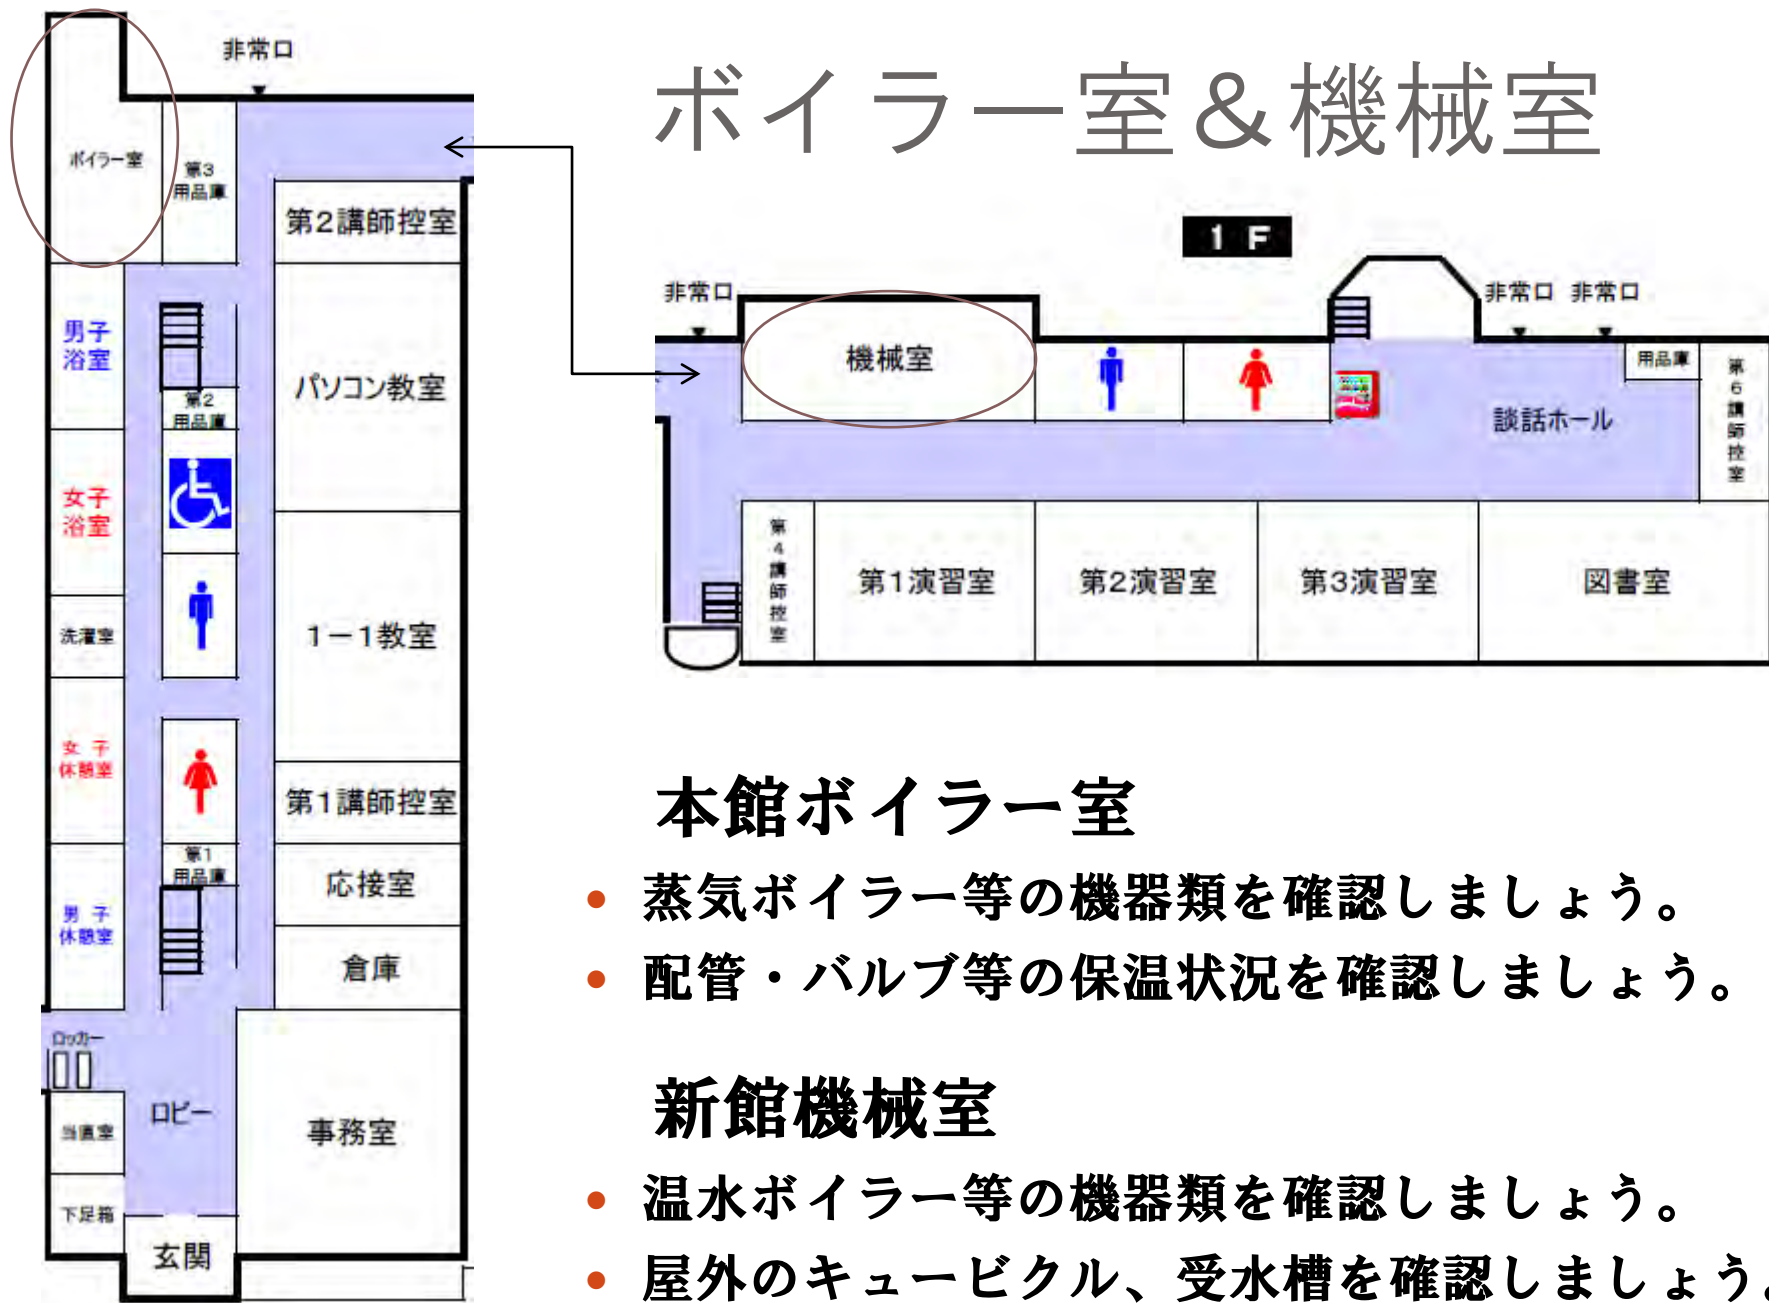 ボイラー室&機械室
非常口
ボイラー室
第3
用品庫
第2講師控室
男子
浴室
パソコン教室
第2
用品庫
女子
浴室
洗濯室
1-1教室
女子
休憩室
第1講師控室
第1
用品庫
応接室
男子
休憩室
倉庫
ロッカー
ロビー
当直室
事務室
下足箱
玄関
1F
非常口
非常口 非常口
機械室
用品庫
第6講師控室
談話ホール
第4講師控室
第1演習室
第2演習室
第3演習室
図書室
本館ボイラー室
• 蒸気ボイラー等の機器類を確認しましょう。
• 配管・バルブ等の保温状況を確認しましょう。
新館機械室
• 温水ボイラー等の機器類を確認しましょう。
• 屋外のキュービクル、受水槽を確認しましょう。